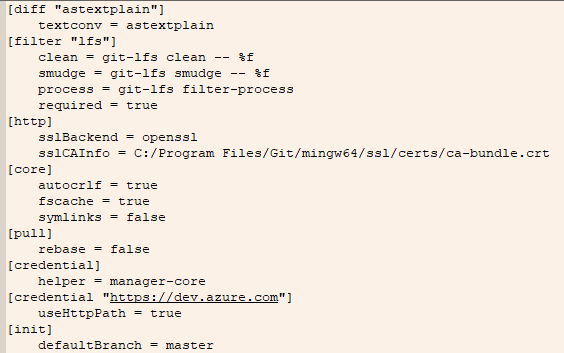 [diff "astextplain"]
textconv = astextplain
[filter "lfs"]
clean = git-lfs clean -- %f
smudge = git-lfs smudge -- %f
process = git-lfs filter-process
required = true
[http]
sslBackend = openssl
sslCAInfo = C:/Program Files/Git/mingw64/ssl/certs/ca-bundle.crt
[core]
autocrlf = true
fscache = true
symlinks = false
[pull]
rebase = false
[credential]
helper = manager-core
[credential "https://dev.azure.com"]
useHttpPath = true
[init]
defaultBranch = master